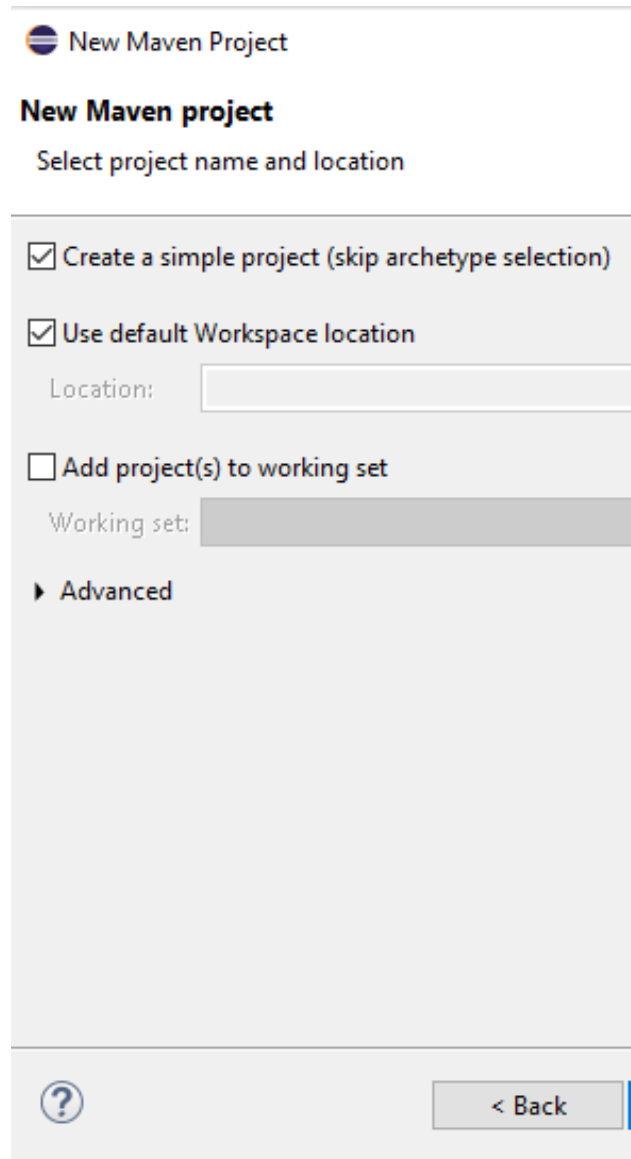 New Maven Project
New Maven project
Select project name and location
Create a simple project (skip archetype selection)
Use default Workspace location
Location:
Add project(s) to working set
Working set:
Advanced
?
< Back